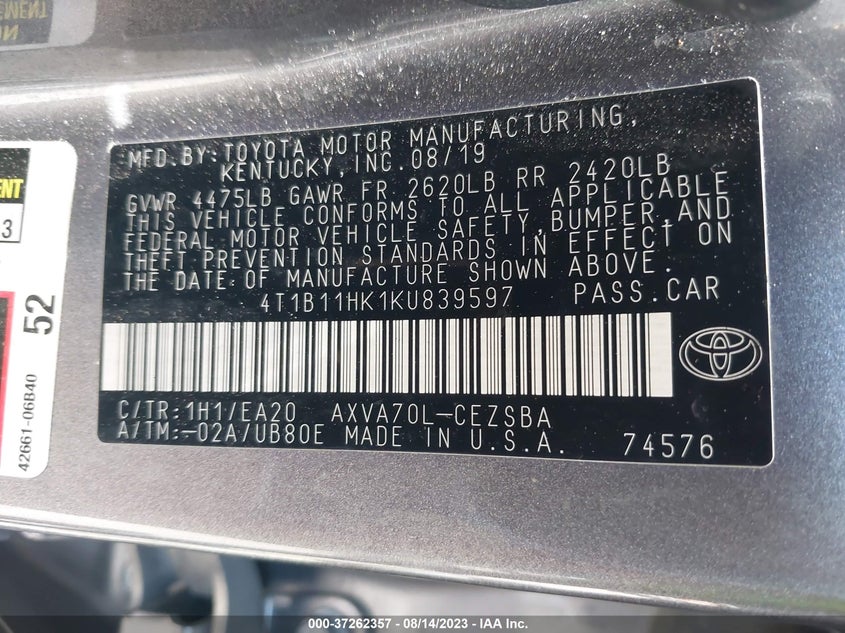 MFD.BY:TOYOTA MOTOR MANUFACTURING,
KENTUCKY,INC.08/19
GVWR 4475LB GAWR FR 2620LB RR 2420LB
THIS VEHICLE CONFORMS TO ALL APPLICABLE
FEDERAL MOTOR VEHICLE SAFETY,BUMPER,AND
THEFT PREVENTION STANDARDS IN EFFECT ON
THE DATE OF MANUFACTURE SHOWN ABOVE.
4T1B11HK1KU839597 PASS.CAR
C/TR:1H1/EA20 AXVA70L-CEZSBA
A/TM:-02A/UB80E MADE IN U.S.A. 74576
52
42661-06B40
000-37262357 - 08/14/2023 - IAA Inc.